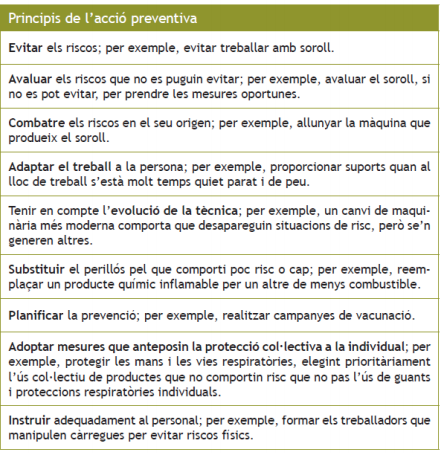 Principis de l’acció preventiva
Evitar els riscos; per exemple, evitar treballar amb soroll.
Avaluar els riscos que no es puguin evitar; per exemple, avaluar el soroll, si
no es pot evitar, per prendre les mesures oportunes.
Combatre els riscos en el seu origen; per exemple, allunyar la màquina que
produeix el soroll.
Adaptar el treball a la persona; per exemple, proporcionar suports quan al
lloc de treball s’està molt temps quiet parat i de peu.
Tenir en compte l’evolució de la tècnica; per exemple, un canvi de maqui-
nària més moderna comporta que desapareguin situacions de risc, però se’n
generen altres.
Substituir el perillós pel que comporti poc risc o cap; per exemple, reem-
plaçar un producte químic inflamable per un altre de menys combustible.
Planificar la prevenció; per exemple, realitzar campanyes de vacunació.
Adoptar mesures que anteposin la protecció col·lectiva a la individual; per
exemple, protegir les mans i les vies respiratòries, elegint prioritàriament
l’ús col·lectiu de productes que no comportin risc que no pas l’ús de guants
i proteccions respiratòries individuals.
Instruir adequadament al personal; per exemple, formar els treballadors que
manipulen càrregues per evitar riscos físics.